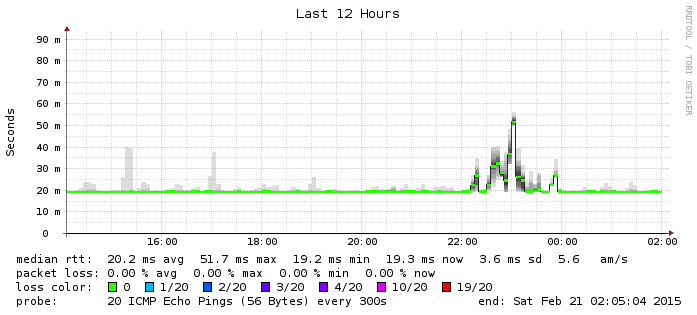 Last 12 Hours
RRDTOOL / TOBI OETIKER
Seconds
90 m
80 m
70 m
60 m
50 m
40 m
30 m
20 m
10 m
0
16:00 18:00 20:00 22:00 00:00 02:00
median rtt: 20.2 ms avg 51.7 ms max 19.2 ms min 19.3 ms now 3.6 ms sd 5.6 am/s
packet loss: 0.00 % avg 0.00 % max 0.00 % min 0.00 % now
loss color: 0 1/20 2/20 3/20 4/20 10/20 19/20
probe: 20 ICMP Echo Pings (56 Bytes) every 300s end: Sat Feb 21 02:05:04 2015